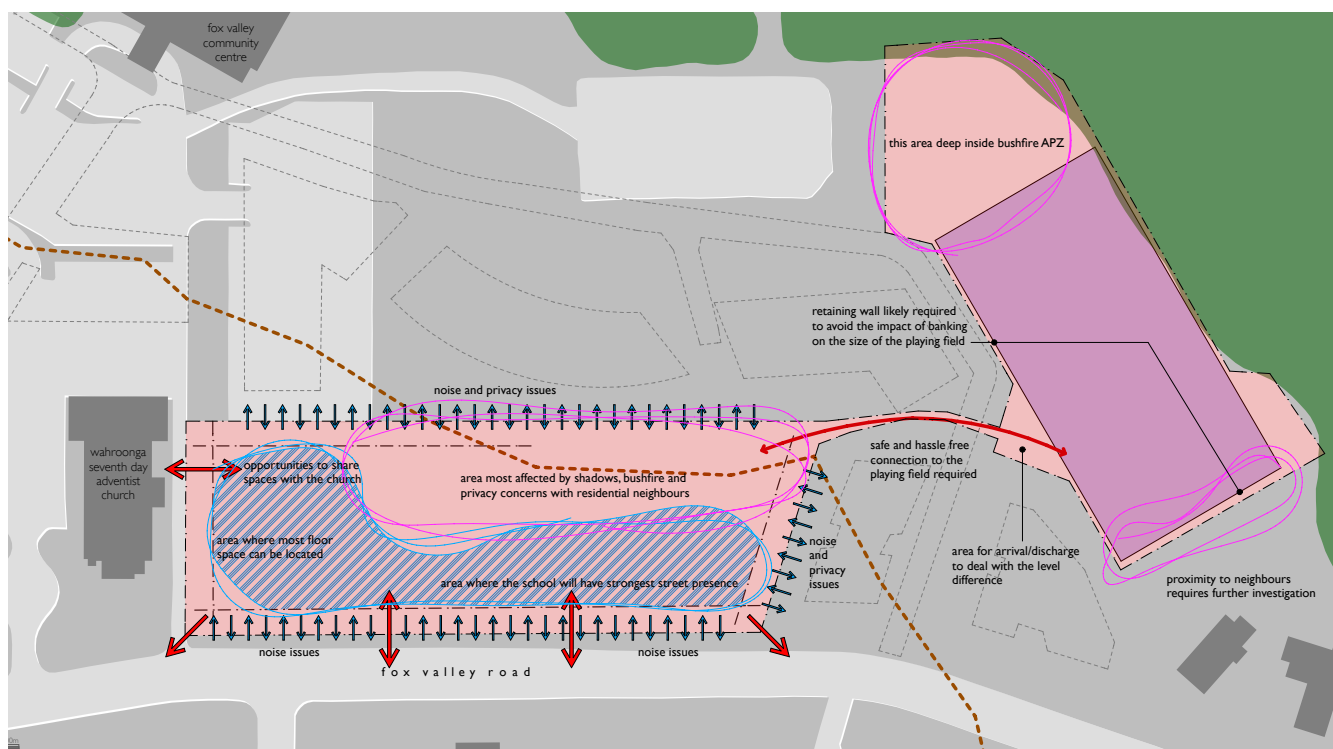 fox valley
community
centre
this area deep inside bushfire APZ
retaining wall likely required
to avoid the impact of banking
on the size of the playing field
noise and privacy issues
wahroonga
seventh day
adventist
church
opportunities to share
spaces with the church
area most affected by shadows, bushfire and
privacy concerns with residential neighbours
safe and hassle free
connection to the
playing field required
area where most floor
space can be located
noise
and
privacy
issues
area for arrival/discharge
to deal with the level
difference
area where the school will have strongest street presence
proximity to neighbours
requires further investigation
noise issues
noise issues
fox valley road